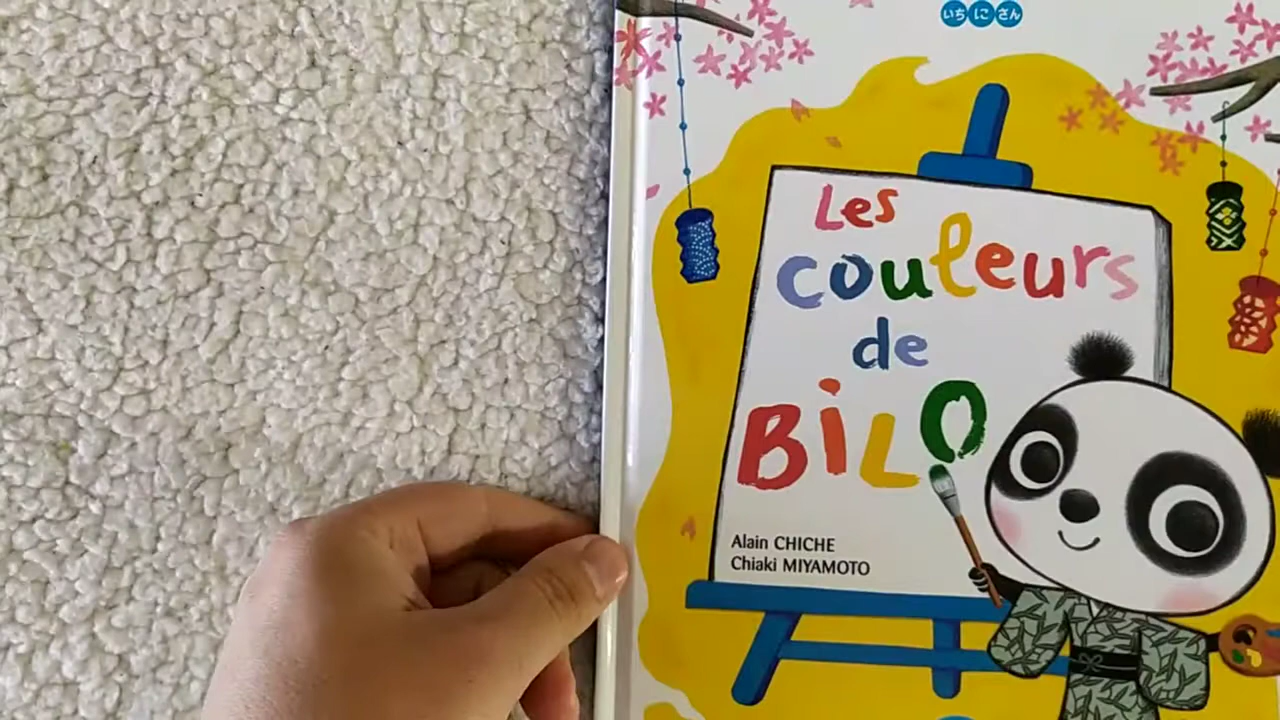 いち に さん
Les
couleurs
de
BiLO
Alain CHICHE
Chiaki MIYAMOTO